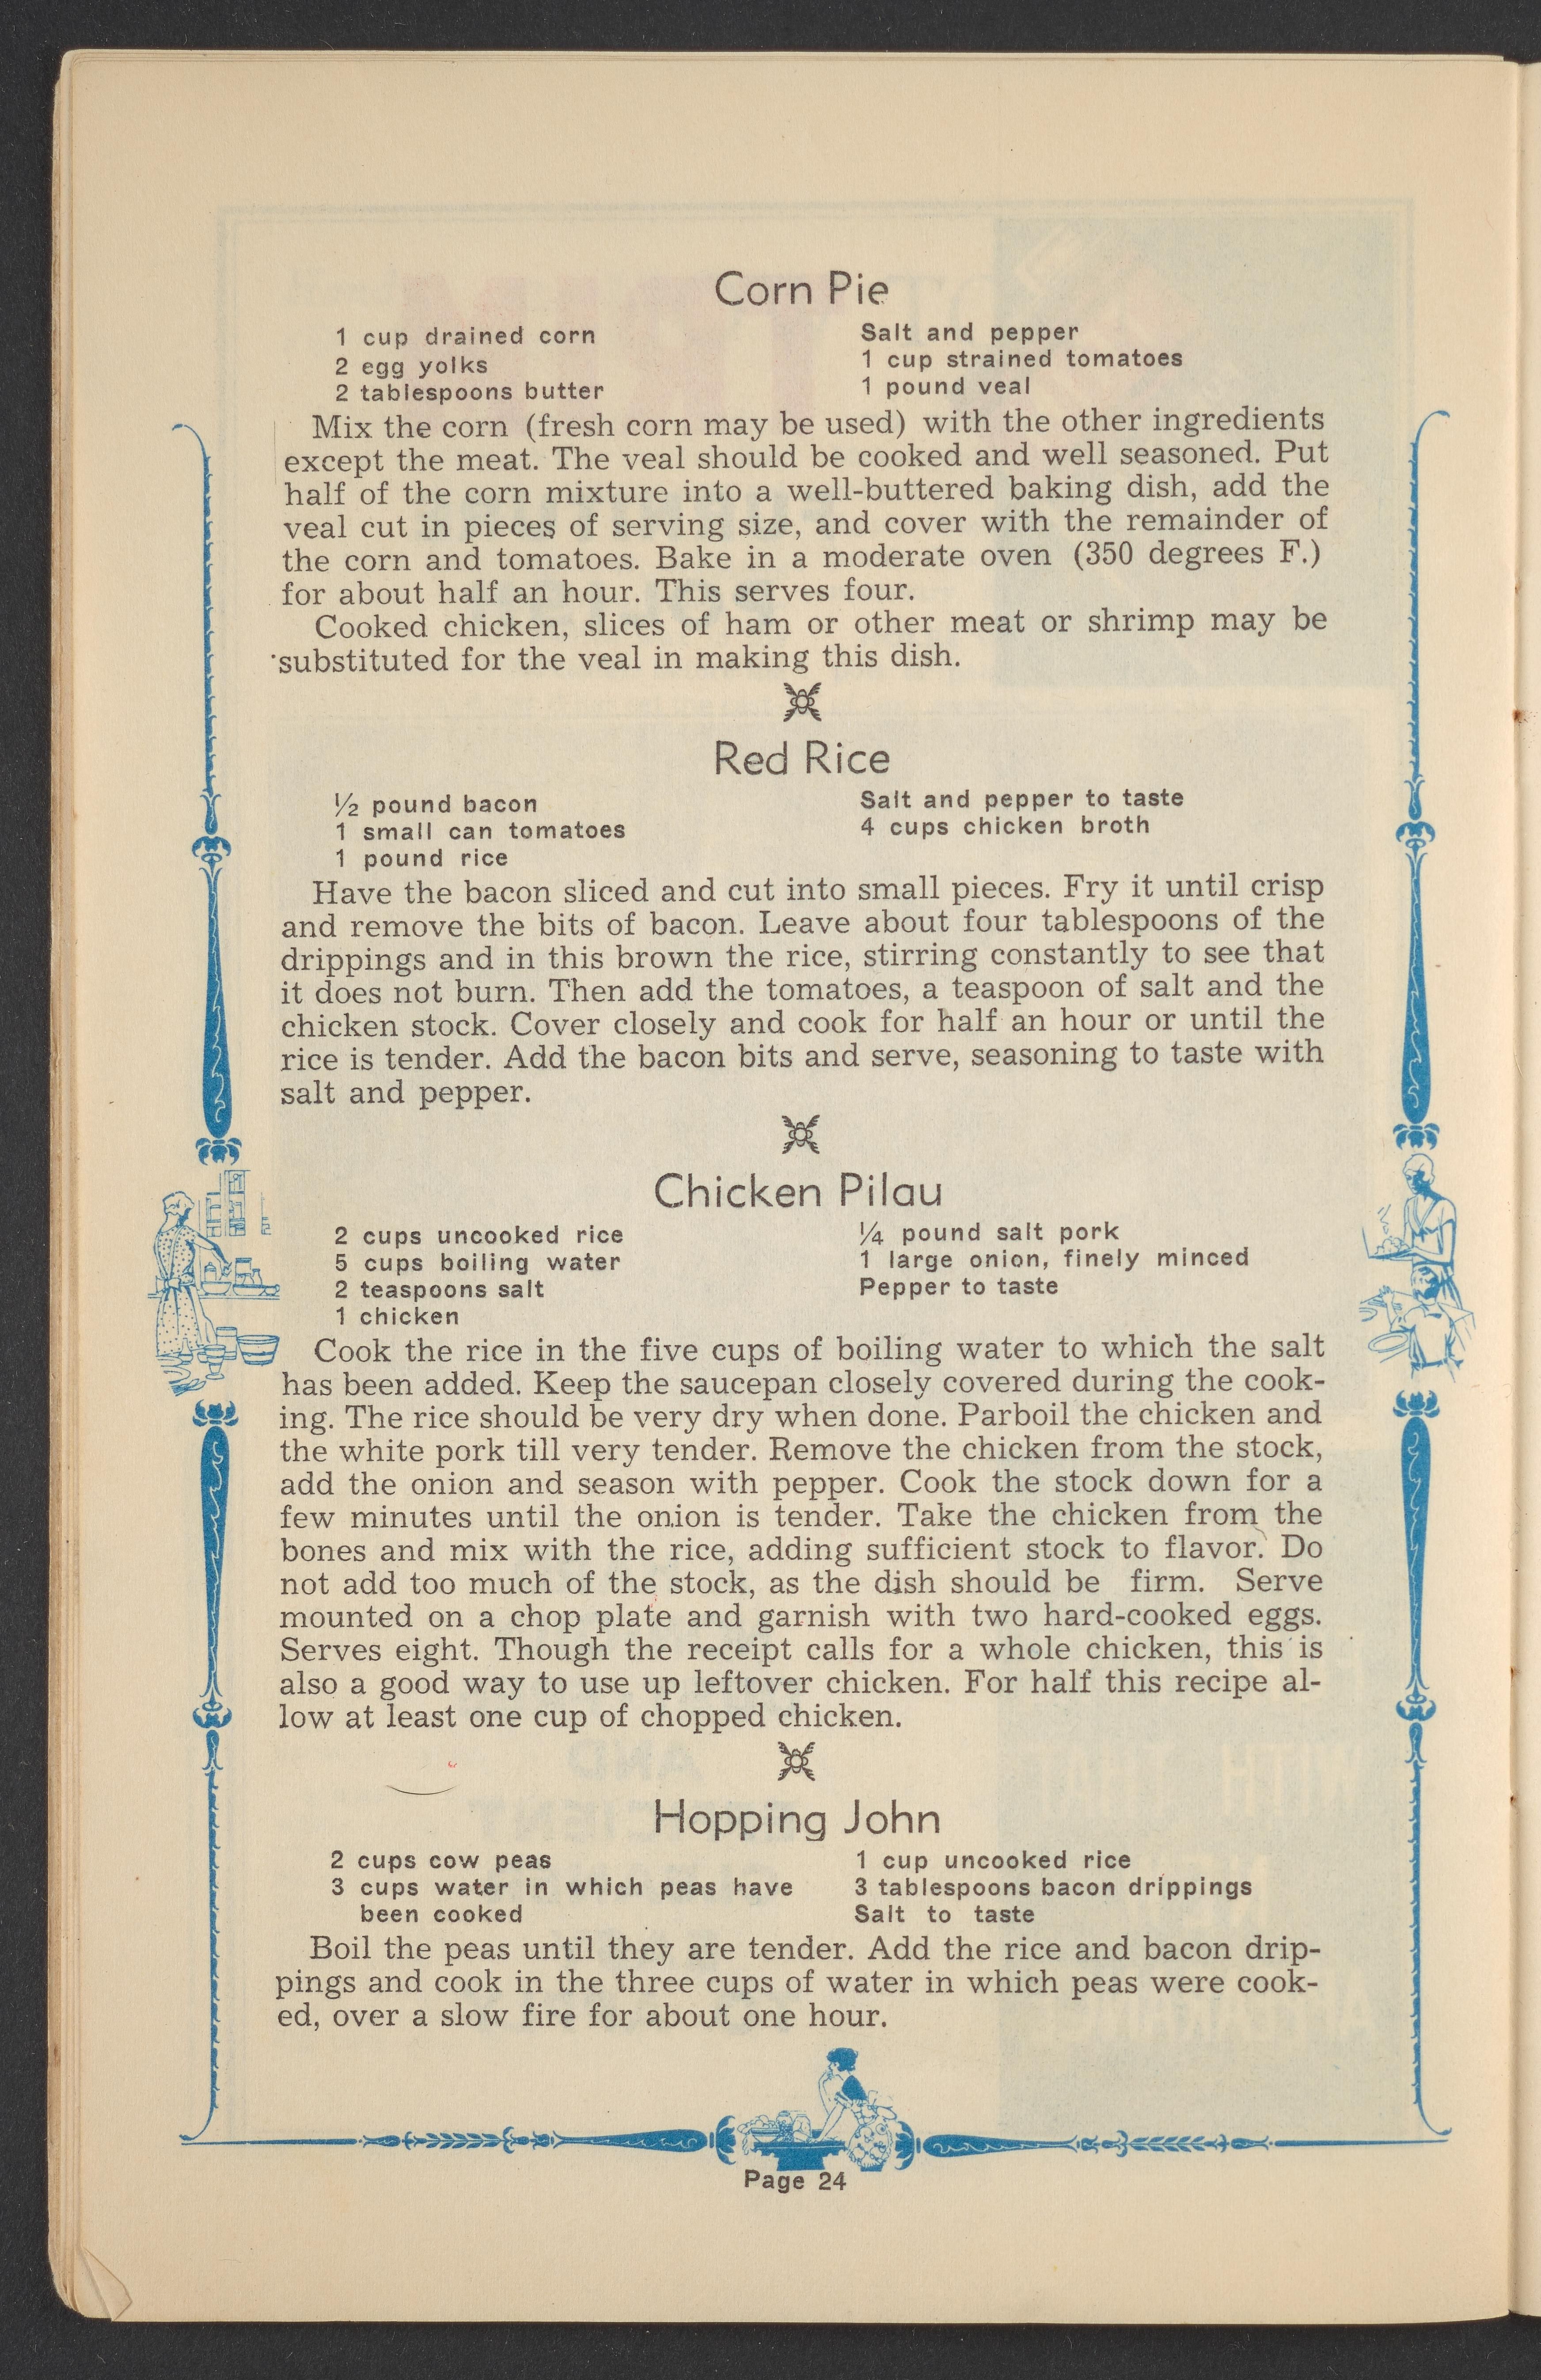 Corn Pie
1 cup drained corn
2 egg yolks
2 tablespoons butter
Salt and pepper
1 cup strained tomatoes
1 pound veal
Mix the corn (fresh corn may be used) with the other ingredients
except the meat. The veal should be cooked and well seasoned. Put
half of the corn mixture into a well-buttered baking dish, add the
veal cut in pieces of serving size, and cover with the remainder of
the corn and tomatoes. Bake in a moderate oven (350 degrees F.)
for about half an hour. This serves four.
Cooked chicken, slices of ham or other meat or shrimp may be
substituted for the veal in making this dish.
Red Rice
½ pound bacon
1 small can tomatoes
1 pound rice
Salt and pepper to taste
4 cups chicken broth
Have the bacon sliced and cut into small pieces. Fry it until crisp
and remove the bits of bacon. Leave about four tablespoons of the
drippings and in this brown the rice, stirring constantly to see that
it does not burn. Then add the tomatoes, a teaspoon of salt and the
chicken stock. Cover closely and cook for half an hour or until the
rice is tender. Add the bacon bits and serve, seasoning to taste with
salt and pepper.
Chicken Pilau
2 cups uncooked rice
5 cups boiling water
2 teaspoons salt
1 chicken
¼ pound salt pork
1 large onion, finely minced
Pepper to taste
Cook the rice in the five cups of boiling water to which the salt
has been added. Keep the saucepan closely covered during the cook-
ing. The rice should be very dry when done. Parboil the chicken and
the white pork till very tender. Remove the chicken from the stock,
add the onion and season with pepper. Cook the stock down for a
few minutes until the onion is tender. Take the chicken from the
bones and mix with the rice, adding sufficient stock to flavor. Do
not add too much of the stock, as the dish should be firm. Serve
mounted on a chop plate and garnish with two hard-cooked eggs.
Serves eight. Though the receipt calls for a whole chicken, this is
also a good way to use up leftover chicken. For half this recipe al-
low at least one cup of chopped chicken.
Hopping John
2 cups cow peas
3 cups water in which peas have
been cooked
1 cup uncooked rice
3 tablespoons bacon drippings
Salt to taste
Boil the peas until they are tender. Add the rice and bacon drip-
pings and cook in the three cups of water in which peas were cook-
ed, over a slow fire for about one hour.
Page 24